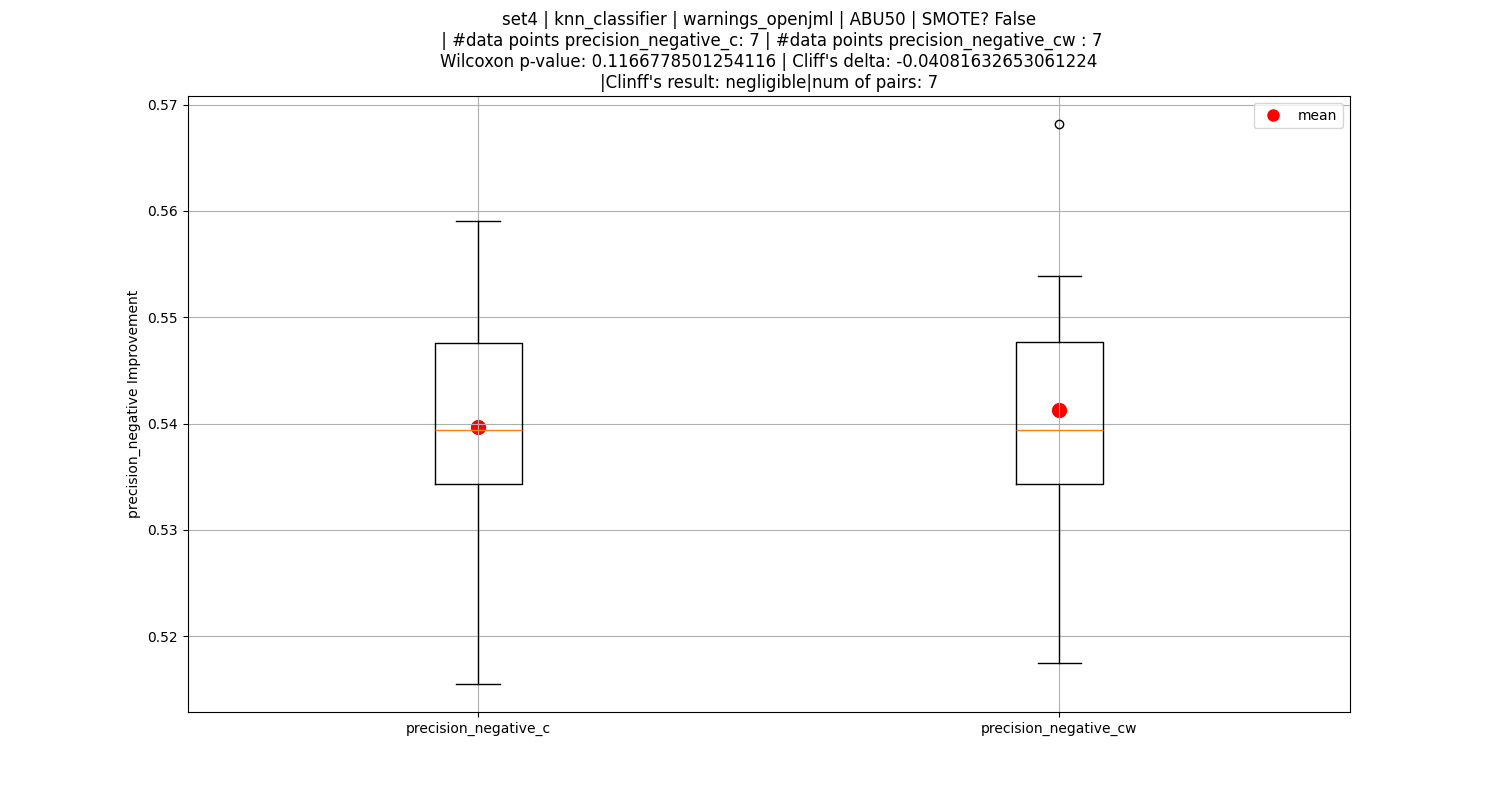 set4 | knn_classifier | warnings_openjml | ABU50 | SMOTE? False
| #data points precision_negative_c: 7 | #data points precision_negative_cw : 7
Wilcoxon p-value: 0.1166778501254116 | Cliff's delta: -0.04081632653061224
|Clinff's result: negligible|num of pairs: 7
mean
0.57
0.56
0.55
0.54
0.53
0.52
precision_negative Improvement
precision_negative_c
precision_negative_cw